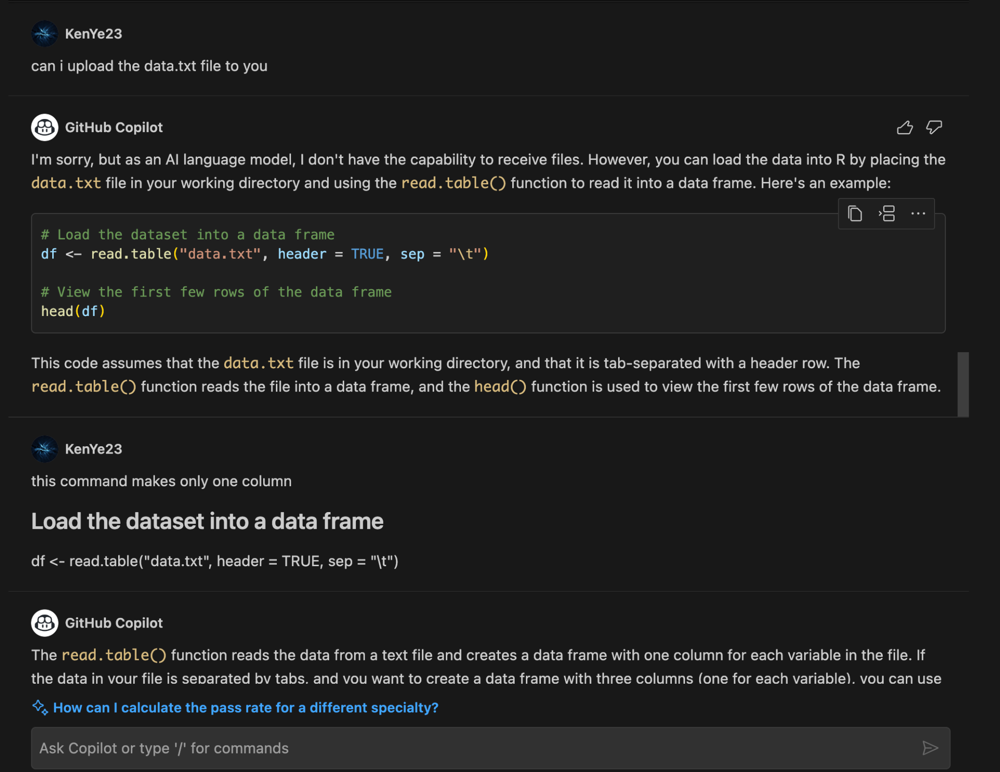 KenYe23
can i upload the data.txt file to you
GitHub Copilot
I'm sorry, but as an AI language model, I don't have the capability to receive files. However, you can load the data into R by placing the
data.txt file in your working directory and using the read.table() function to read it into a data frame. Here's an example:
# Load the dataset into a data frame
df <- read.table("data.txt", header = TRUE, sep = "\t")
# View the first few rows of the data frame
head(df)
This code assumes that the data.txt file is in your working directory, and that it is tab-separated with a header row. The
read.table() function reads the file into a data frame, and the head() function is used to view the first few rows of the data frame.
KenYe23
this command makes only one column
Load the dataset into a data frame
df <- read.table("data.txt", header = TRUE, sep = "\t")
GitHub Copilot
The read.table() function reads the data from a text file and creates a data frame with one column for each variable in the file. If
the data in your file is separated by tabs, and you want to create a data frame with three columns (one for each variable), you can use
How can I calculate the pass rate for a different specialty?
Ask Copilot or type '/' for commands